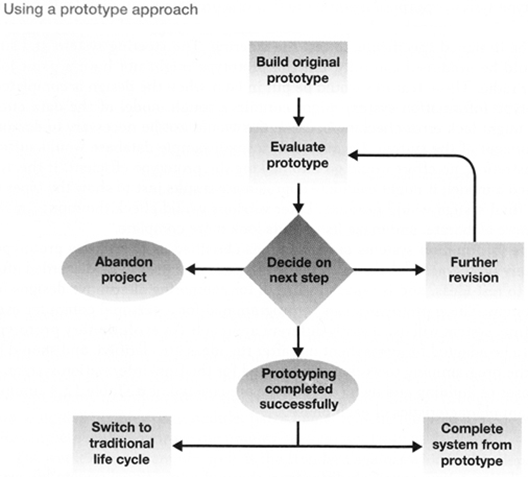 Using a prototype approach
Build original
prototype
Evaluate
prototype
Decide on
next step
Abandon
project
Further
revision
Prototyping
completed
successfully
Switch to
traditional
life cycle
Complete
system from
prototype